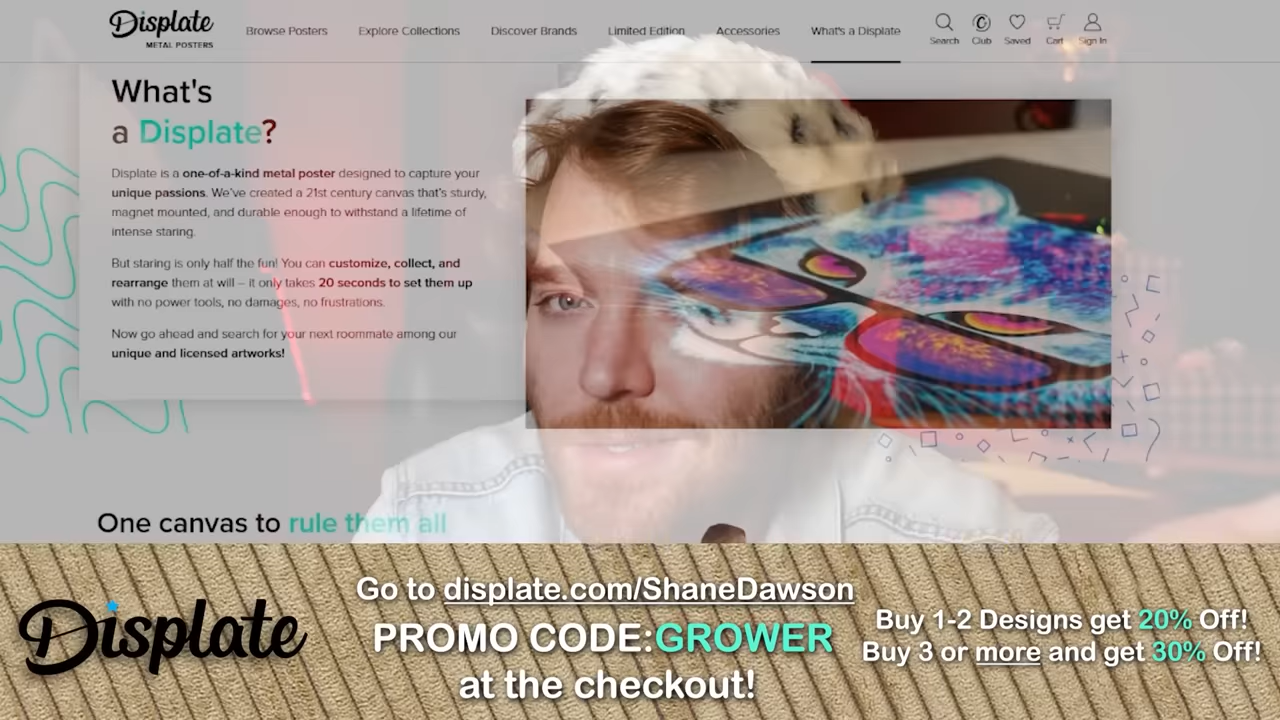 Displate
METAL POSTERS
Browse Posters
Explore Collections
Discover Brands
Limited Edition
Accessories
What's a Displate
Search
Club
Saved
Cart
Sign In
What's
a Displate?
Displate is a one-of-a-kind metal poster designed to capture your
unique passions. We've created a 21st century canvas that's sturdy,
magnet mounted, and durable enough to withstand a lifetime of
intense staring.
But staring is only half the fun! You can customize, collect, and
rearrange them at will – it only takes 20 seconds to set them up
with no power tools, no damages, no frustrations.
Now go ahead and search for your next roommate among our
unique and licensed artworks!
One canvas to rule them all
Displate
Go to displate.com/ShaneDawson
PROMO CODE:GROWER
at the checkout!
Buy 1-2 Designs get 20% Off!
Buy 3 or more and get 30% Off!